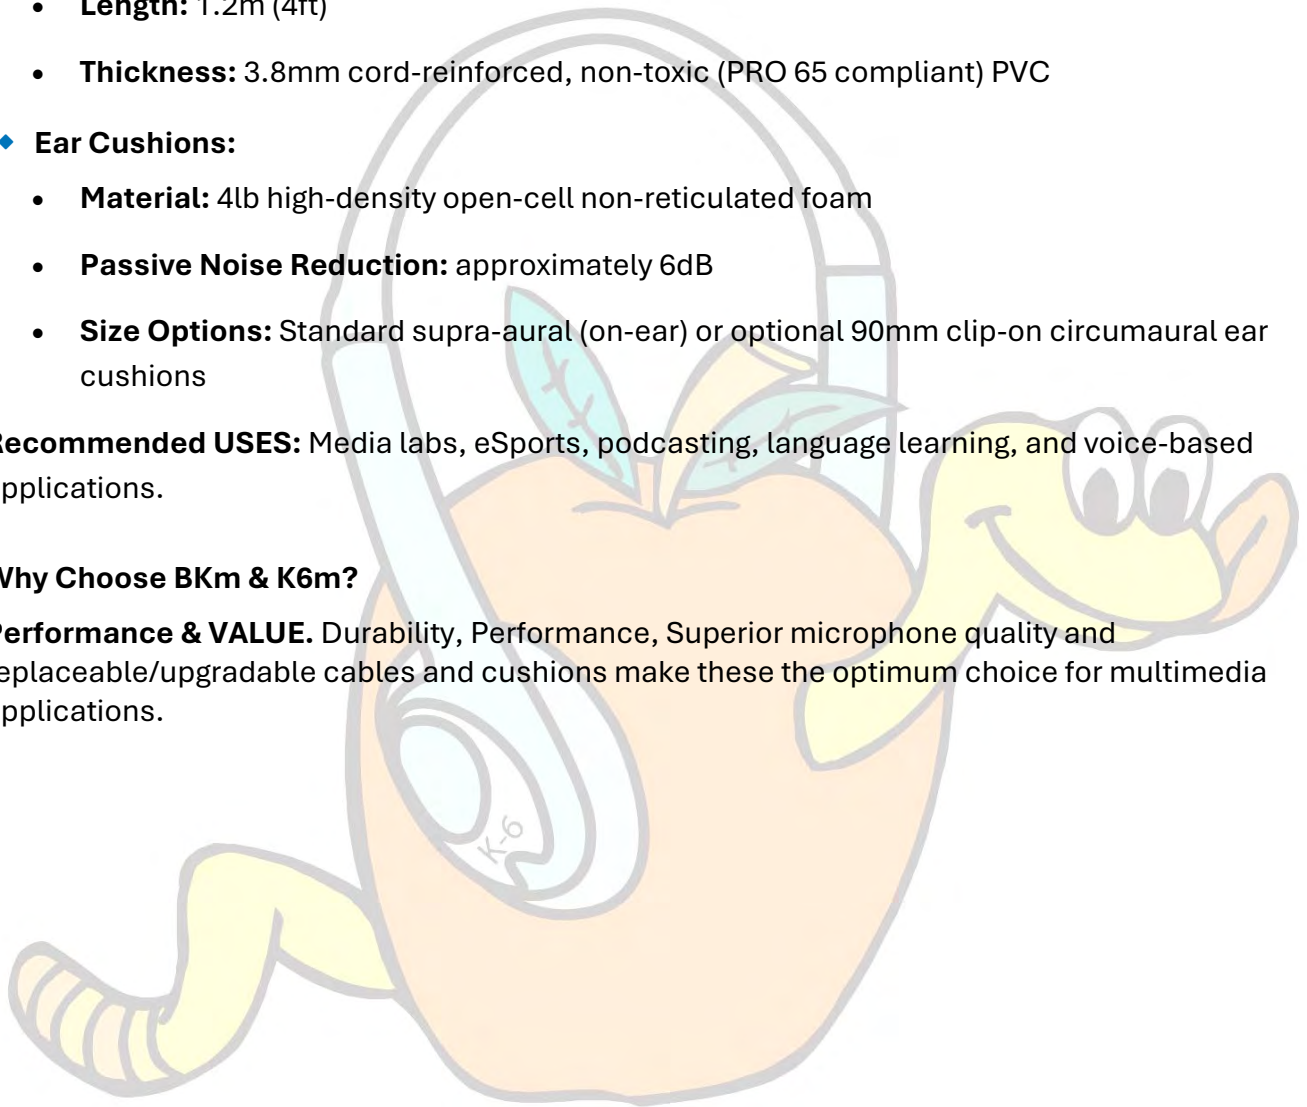 • Length: 1.2m (4ft)
• Thickness: 3.8mm cord-reinforced, non-toxic (PRO 65 compliant) PVC
Ear Cushions:
• Material: 4lb high-density open-cell non-reticulated foam
• Passive Noise Reduction: approximately 6dB
• Size Options: Standard supra-aural (on-ear) or optional 90mm clip-on circumaural ear
cushions
Recommended USES: Media labs, eSports, podcasting, language learning, and voice-based
pplications.
Why Choose BKm & K6m?
Performance & VALUE. Durability, Performance, Superior microphone quality and
eplaceable/upgradable cables and cushions make these the optimum choice for multimedia
pplications.
K-6